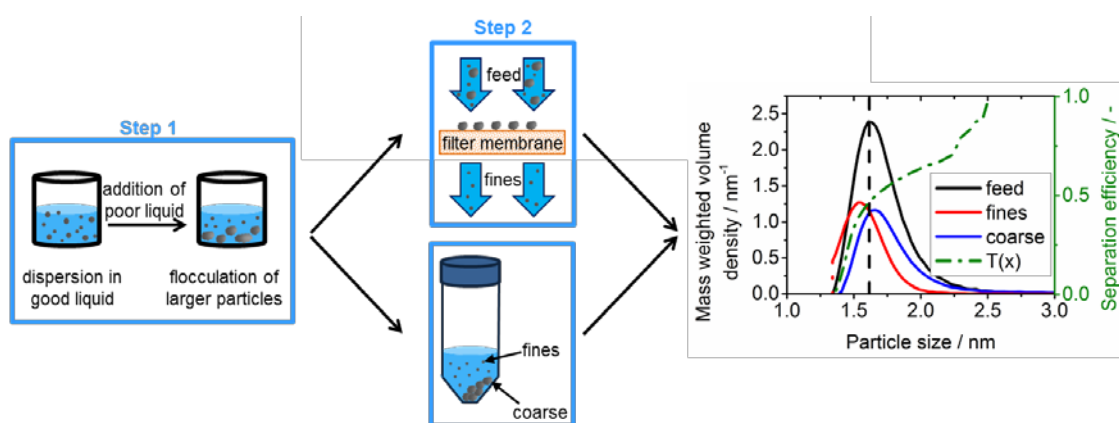 Step 1
addition of
poor liquid
dispersion in
good liquid
flocculation of
larger particles
Step 2
feed
filter membrane
fines
fines
coarse
Mass weighted volume
density / nm⁻¹
2.5
2.0
1.5
1.0
0.5
0.0
1.0
1.5
2.0
2.5
3.0
Particle size / nm
feed
fines
coarse
T(x)
1.0
0.5
0.0
Separation efficiency / -